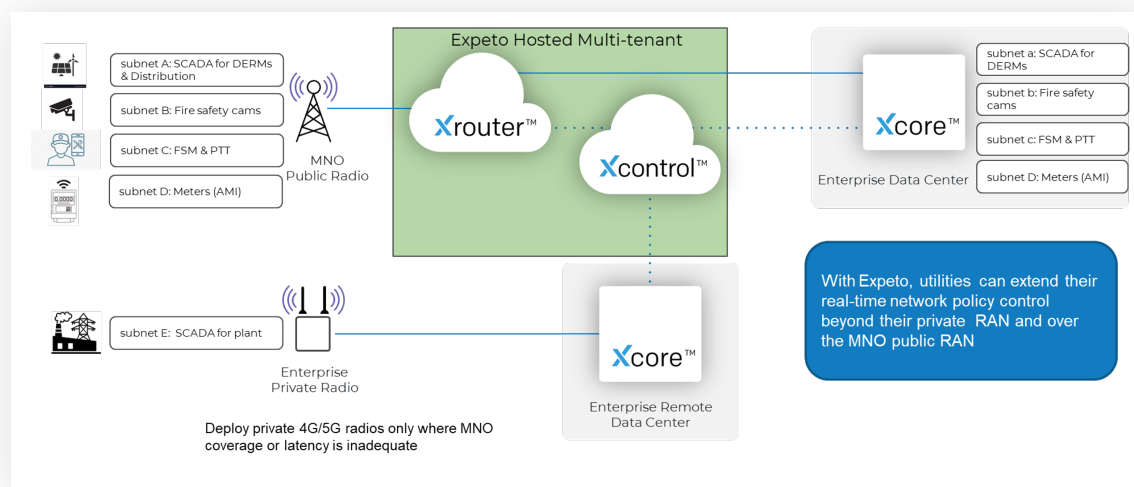 Expeto Hosted Multi-tenant
subnet A: SCADA for DERMs
& Distribution
subnet B: Fire safety cams
subnet C: FSM & PTT
subnet D: Meters (AMI)
0.0000
MNO
Public Radio
Xrouter™
Xcontrol™
Xcore™
Enterprise Data Center
subnet a: SCADA for
DERMs
subnet b: Fire safety
cams
subnet c: FSM & PTT
subnet D: Meters (AMI)
subnet E: SCADA for plant
Enterprise
Private Radio
Xcore™
Enterprise Remote
Data Center
With Expeto, utilities can extend their
real-time network policy control
beyond their private RAN and over
the MNO public RAN
Deploy private 4G/5G radios only where MNO
coverage or latency is inadequate